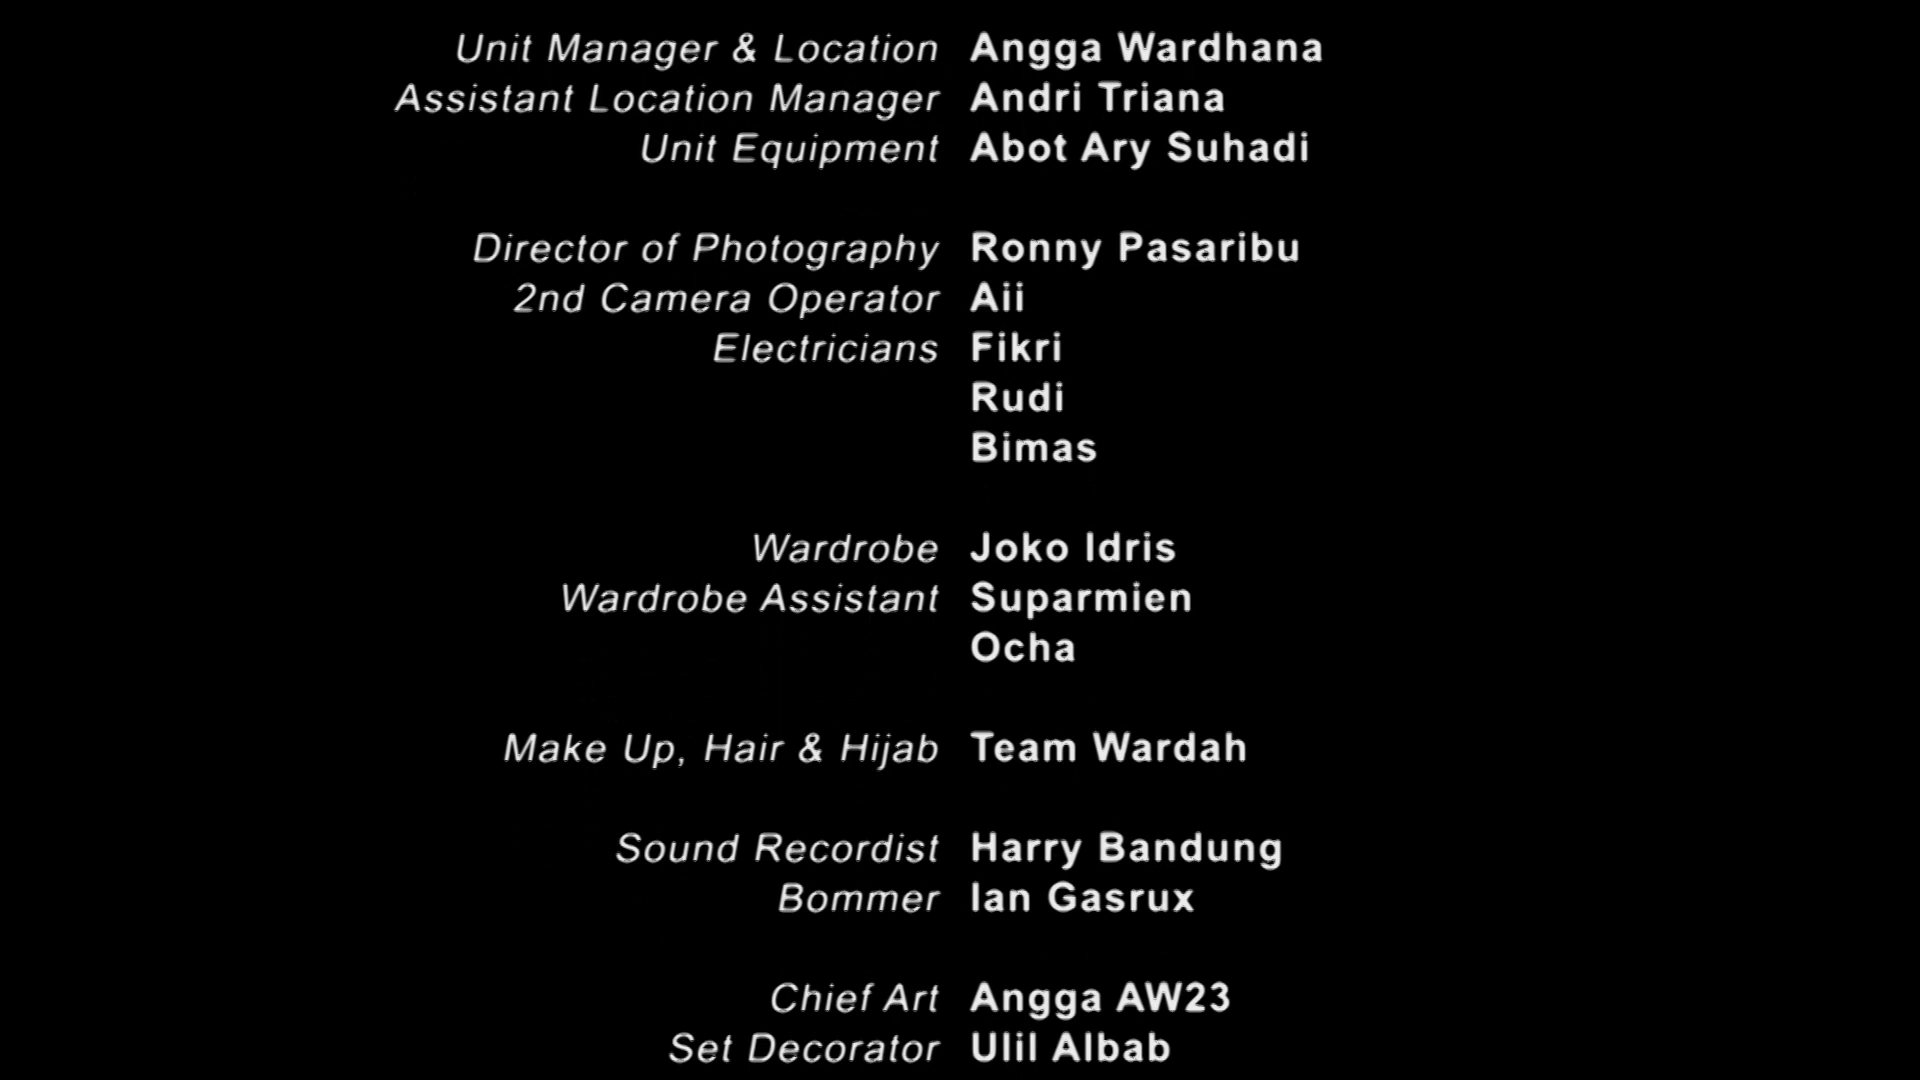 Unit Manager & Location Angga Wardhana
Assistant Location Manager Andri Triana
Unit Equipment Abot Ary Suhadi
Director of Photography Ronny Pasaribu
2nd Camera Operator Aii
Electricians Fikri
Rudi
Bimas
Wardrobe Joko Idris
Wardrobe Assistant Suparmien
Ocha
Make Up, Hair & Hijab Team Wardah
Sound Recordist Harry Bandung
Bommer Ian Gasrux
Chief Art Angga AW23
Set Decorator Ulil Albab